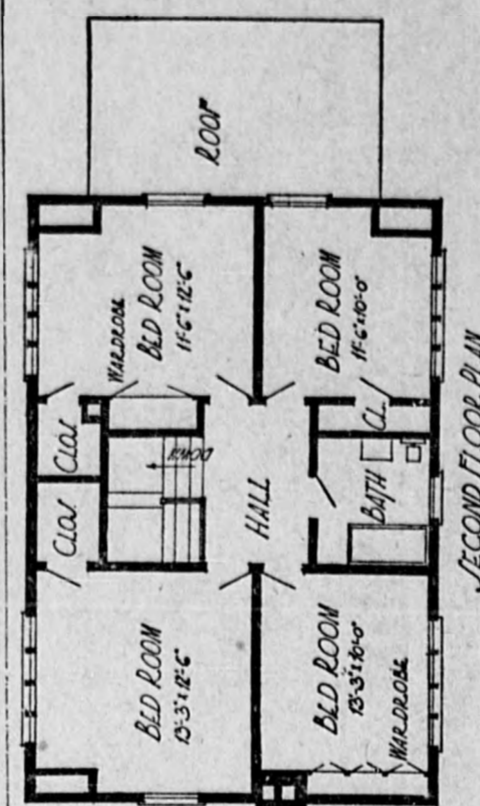 ROOF
BED ROOM
11'-6" x 12'-6"
WARDROBE
BED ROOM
11'-6" x 10'-0"
CLOS
CLOS
DOWN
HALL
CL.
BATH
BED ROOM
13'-3" x 12'-6"
BED ROOM
13'-3" x 10'-0"
WARDROBE
SECOND FLOOR PLAN